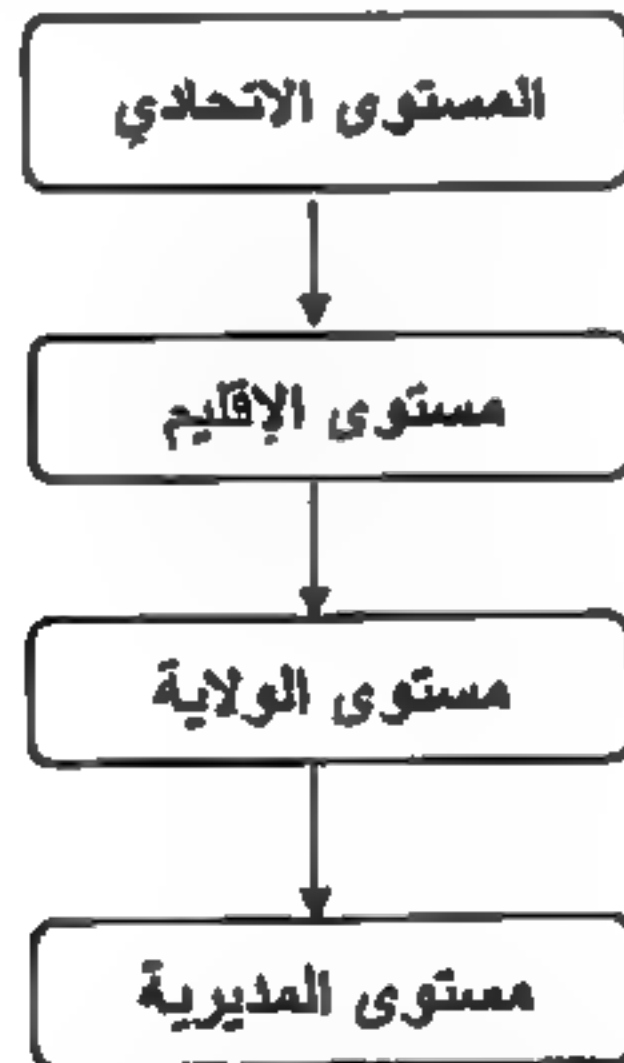 المستوى الاتحادي
مستوى الإقليم
مستوى الولاية
مستوى المديرية